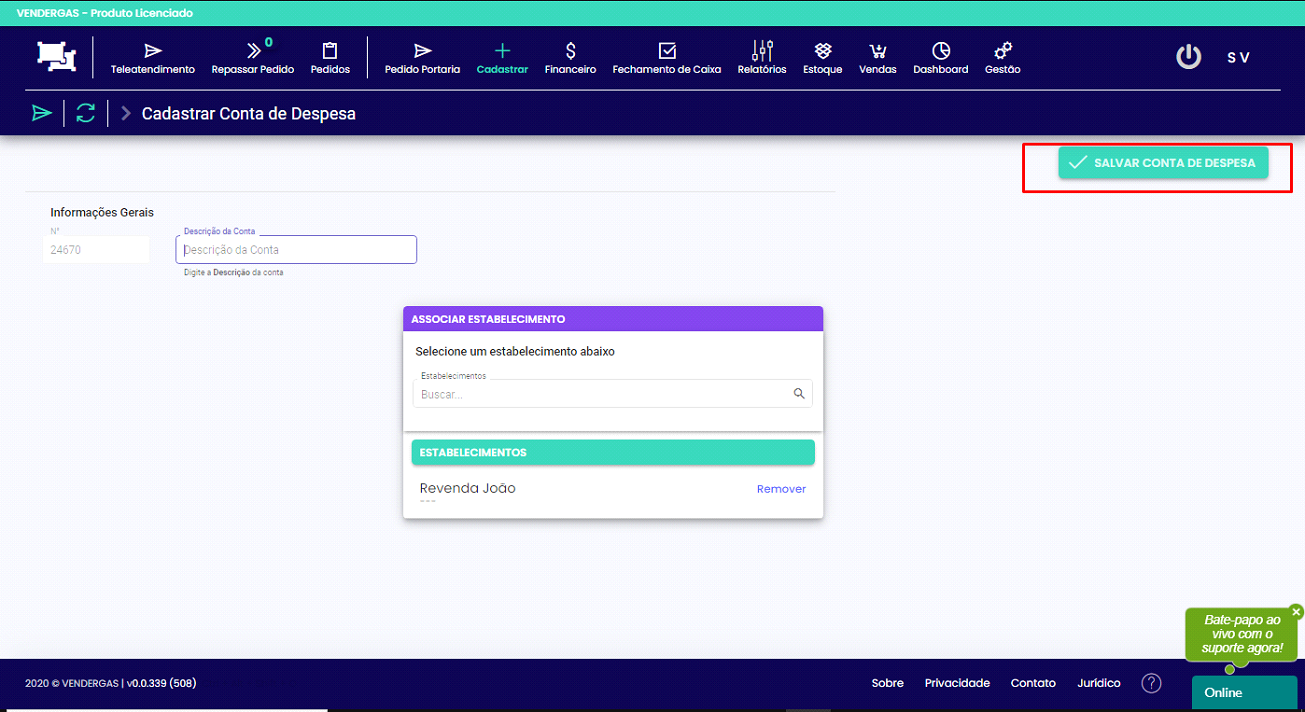 VENDERGAS - Produto Licenciado
0
Teleatendimento Repassar Pedido Pedidos Pedido Portaria Cadastrar Financeiro Fechamento de Caixa Relatórios Estoque Vendas Dashboard Gestão
S V
Cadastrar Conta de Despesa
SALVAR CONTA DE DESPESA
Informações Gerais
N° Descrição da Conta
24670 Descrição da Conta
Digite a Descrição da conta
ASSOCIAR ESTABELECIMENTO
Selecione um estabelecimento abaixo
Estabelecimentos
Buscar...
ESTABELECIMENTOS
Revenda João Remover
---
Bate-papo ao
vivo com o
suporte agora!
2020 © VENDERGAS | v0.0.339 (508) Sobre Privacidade Contato Jurídico ?
Online